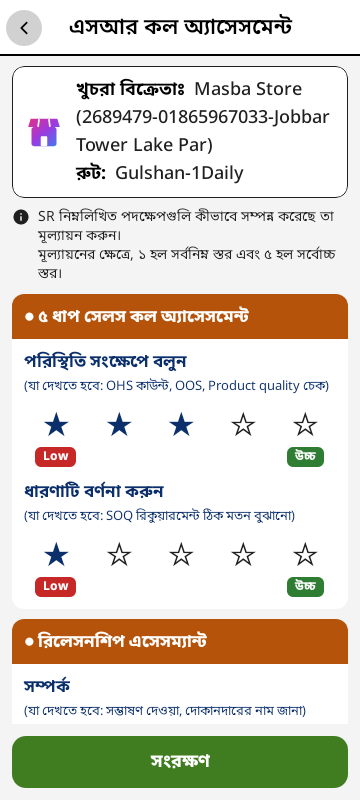 এসআর কল অ্যাসেসমেন্ট
খুচরা বিক্রেতাঃ Masba Store
(2689479-01865967033-Jobbar
Tower Lake Par)
রুট: Gulshan-1Daily
SR নিম্নলিখিত পদক্ষেপগুলি কীভাবে সম্পন্ন করেছে তা
মূল্যায়ন করুন।
মূল্যায়নের ক্ষেত্রে, ১ হল সর্বনিম্ন স্তর এবং ৫ হল সর্বোচ্চ
স্তর।
● ৫ ধাপ সেলস কল অ্যাসেসমেন্ট
পরিস্থিতি সংক্ষেপে বলুন
(যা দেখতে হবে: OHS কাউন্ট, OOS, Product quality চেক)
Low উচ্চ
ধারণাটি বর্ণনা করুন
(যা দেখতে হবে: SOQ রিকুয়ারমেন্ট ঠিক মতন বুঝানো)
Low উচ্চ
● রিলেসনশিপ এসেসম্যান্ট
সম্পর্ক
(যা দেখতে হবে: সম্ভাষণ দেওয়া, দোকানদারের নাম জানা)
সংরক্ষণ